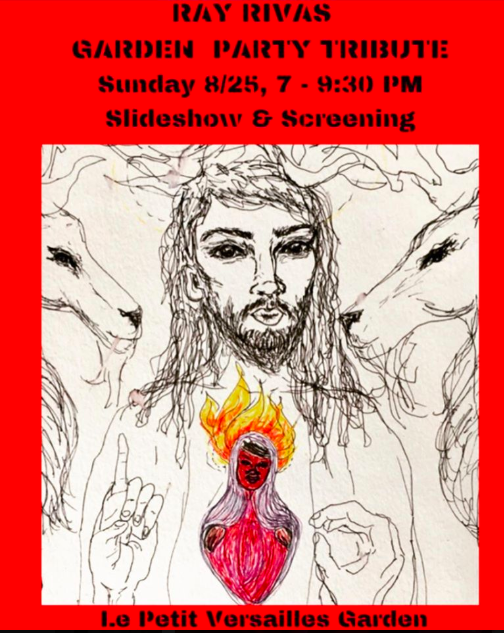 RAY RIVAS
GARDEN PARTY TRIBUTE
Sunday 8/25, 7 - 9:30 PM
Slideshow & Screening
Le Petit Versailles Garden